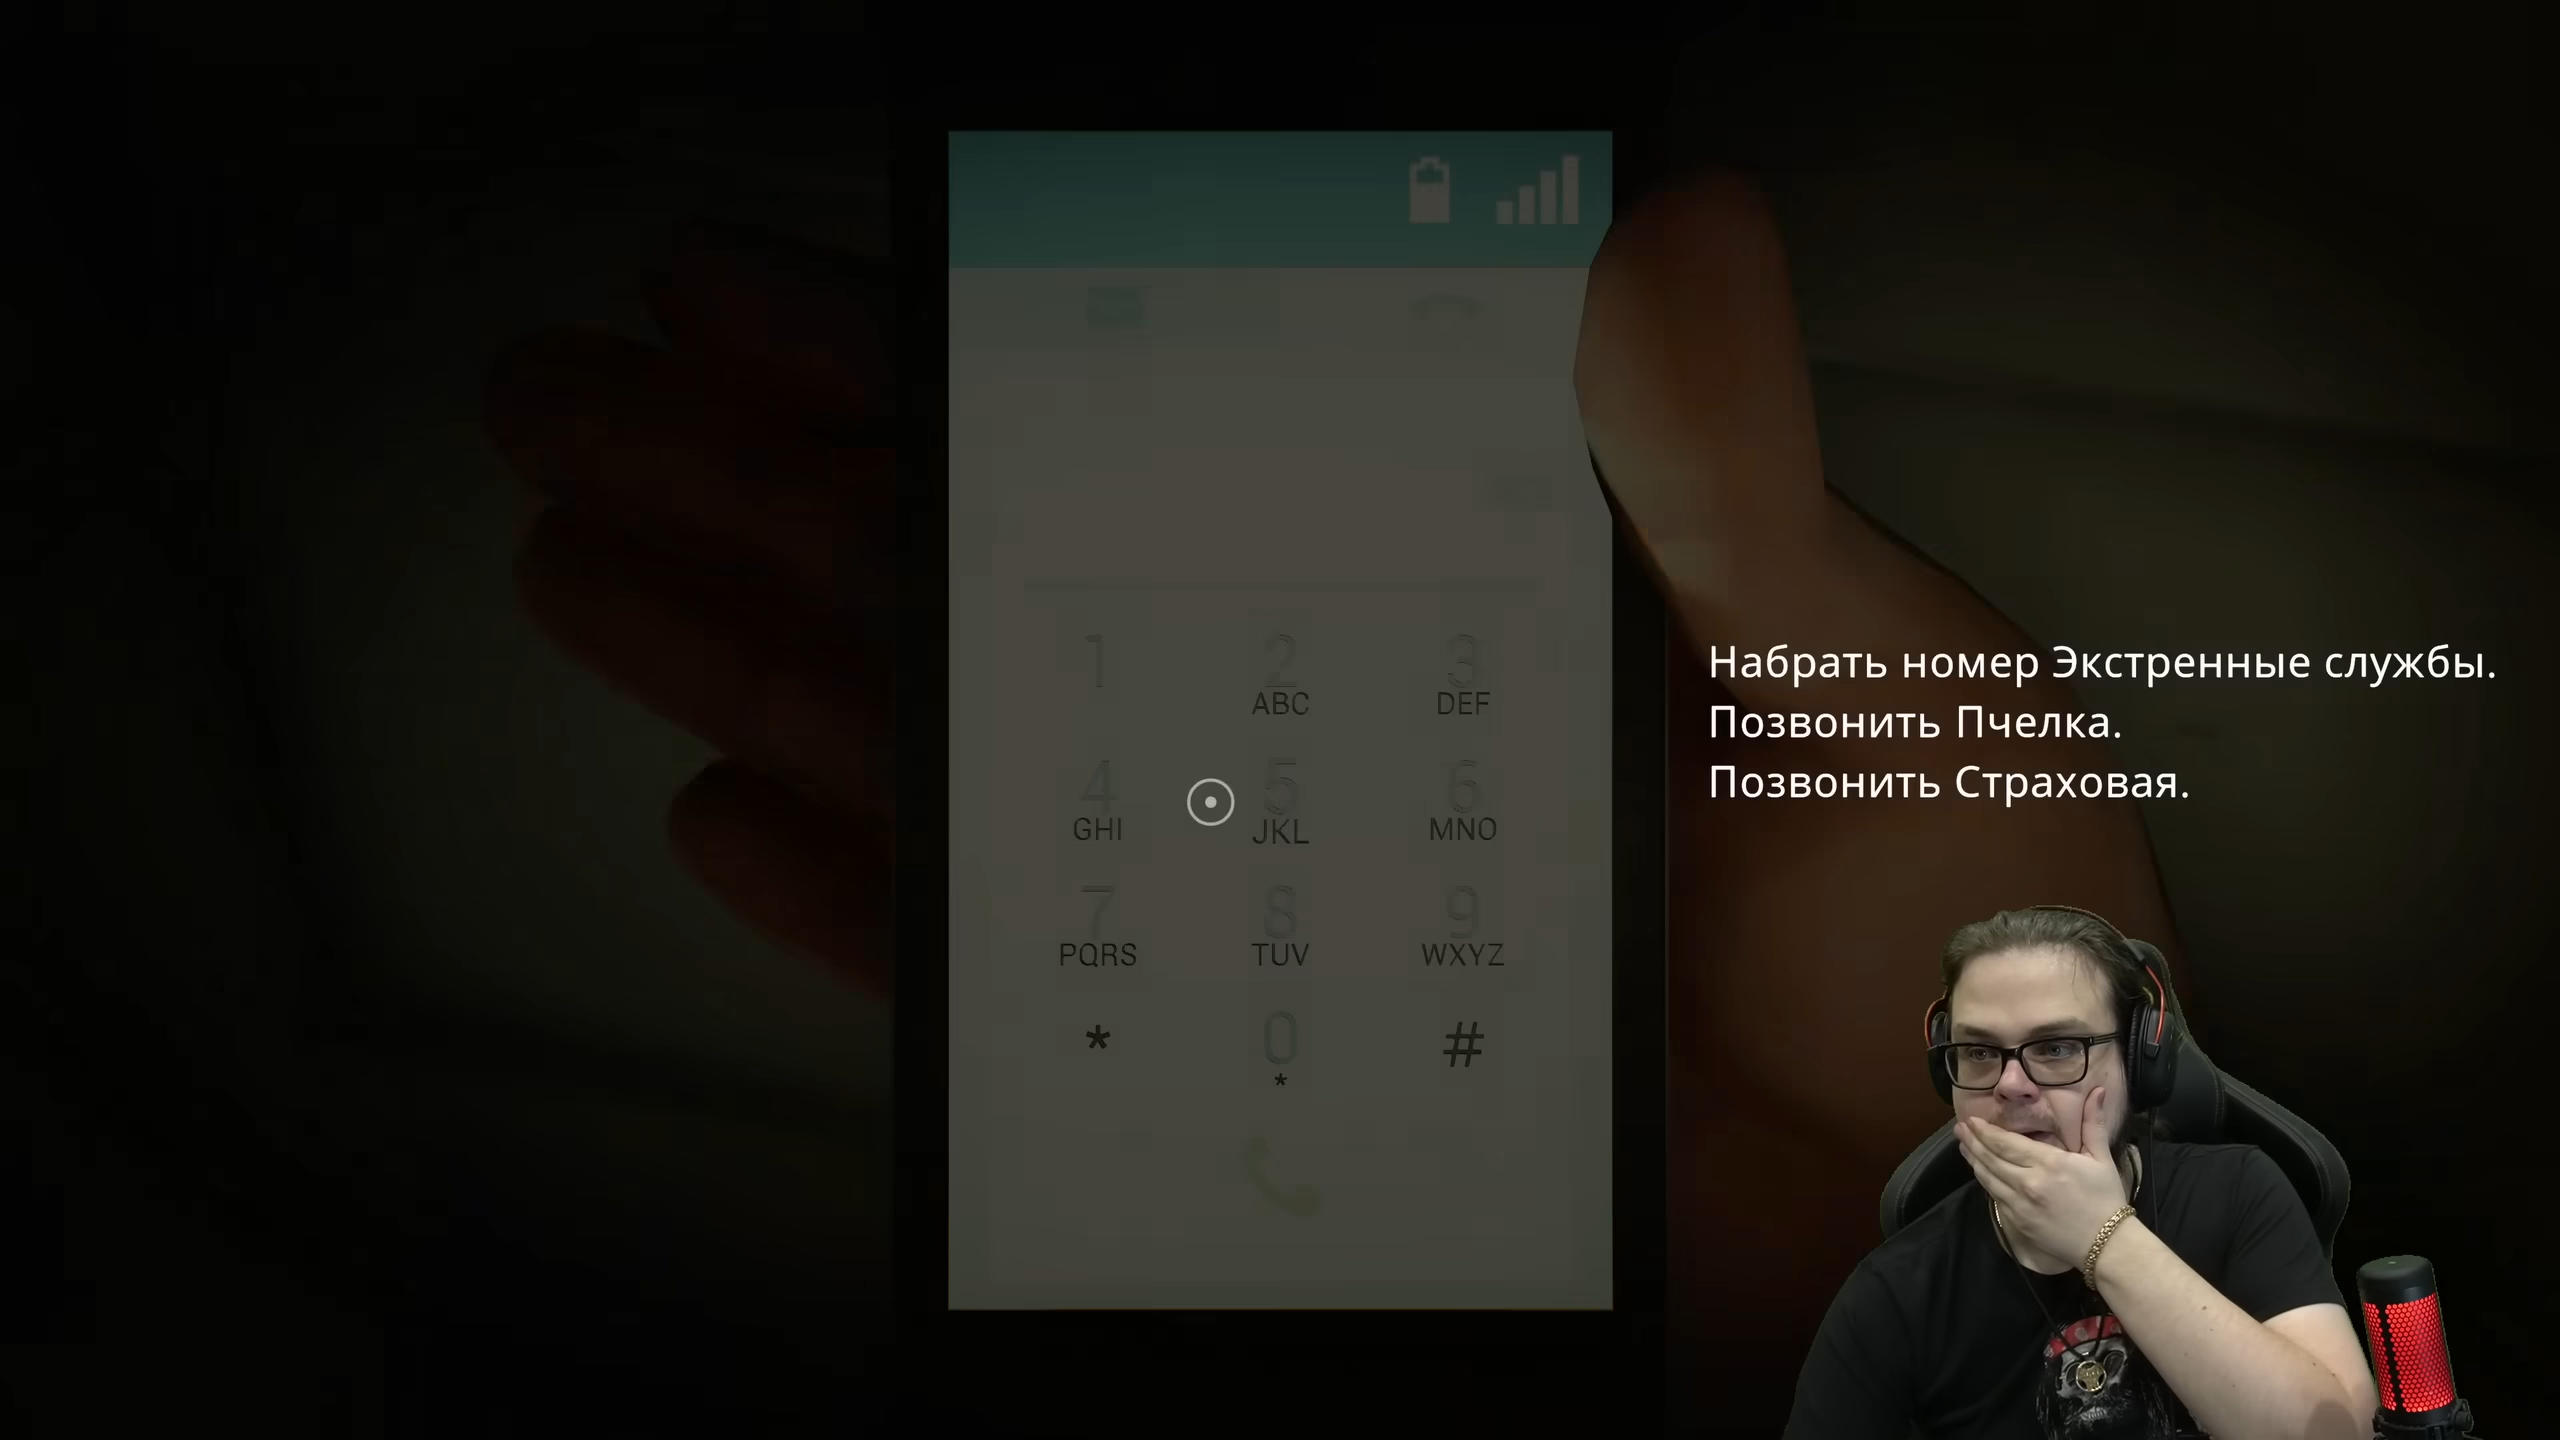 1
2
3
ABC
DEF
4
5
6
GHI
JKL
MNO
7
8
9
PQRS
TUV
WXYZ
*
0
#
*
Набрать номер Экстренные службы.
Позвонить Пчелка.
Позвонить Страховая.